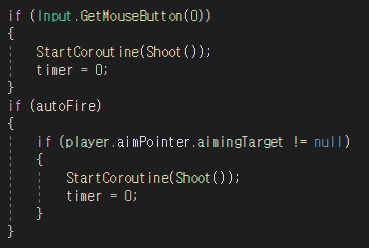 if (Input.GetMouseButton(0))
{
    StartCoroutine(Shoot());
    timer = 0;
}
if (autoFire)
{
    if (player.aimPointer.aimingTarget != null)
    {
        StartCoroutine(Shoot());
        timer = 0;
    }
}